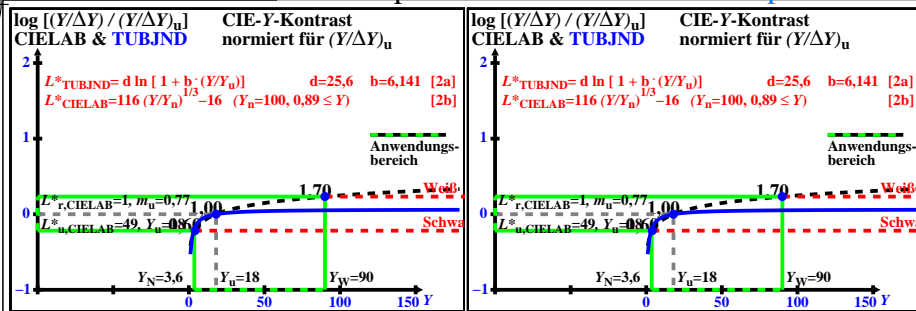 log [(Y/ΔY) / (Y/ΔY)u] CIE-Y-Kontrast
CIELAB & TUBJND normiert für (Y/ΔY)u
2
L*TUBJND= d ln [ 1 + b·(Y/Yu)] d=25,6 b=6,141 [2a]
L*CIELAB=116 (Y/Yn)1/3−16 (Yn=100, 0,89 ≤ Y) [2b]
1
Anwendungs-
bereich
1,70 Weiß
L*r,CIELAB=1, mu=0,77 1,00
0
L*u,CIELAB=49, Schwa
YN=3,6 Yu=18 YW=90
−1
0 50 100 150 Y
log [(Y/ΔY) / (Y/ΔY)u] CIE-Y-Kontrast
CIELAB & TUBJND normiert für (Y/ΔY)u
2
L*TUBJND= d ln [ 1 + b·(Y/Yu)] d=25,6 b=6,141 [2a]
L*CIELAB=116 (Y/Yn)1/3−16 (Yn=100, 0,89 ≤ Y) [2b]
1
Anwendungs-
bereich
1,70 Weiß
L*r,CIELAB=1, mu=0,77 1,00
0
L*u,CIELAB=49, Schwa
YN=3,6 Yu=18 YW=90
−1
0 50 100 150 Y